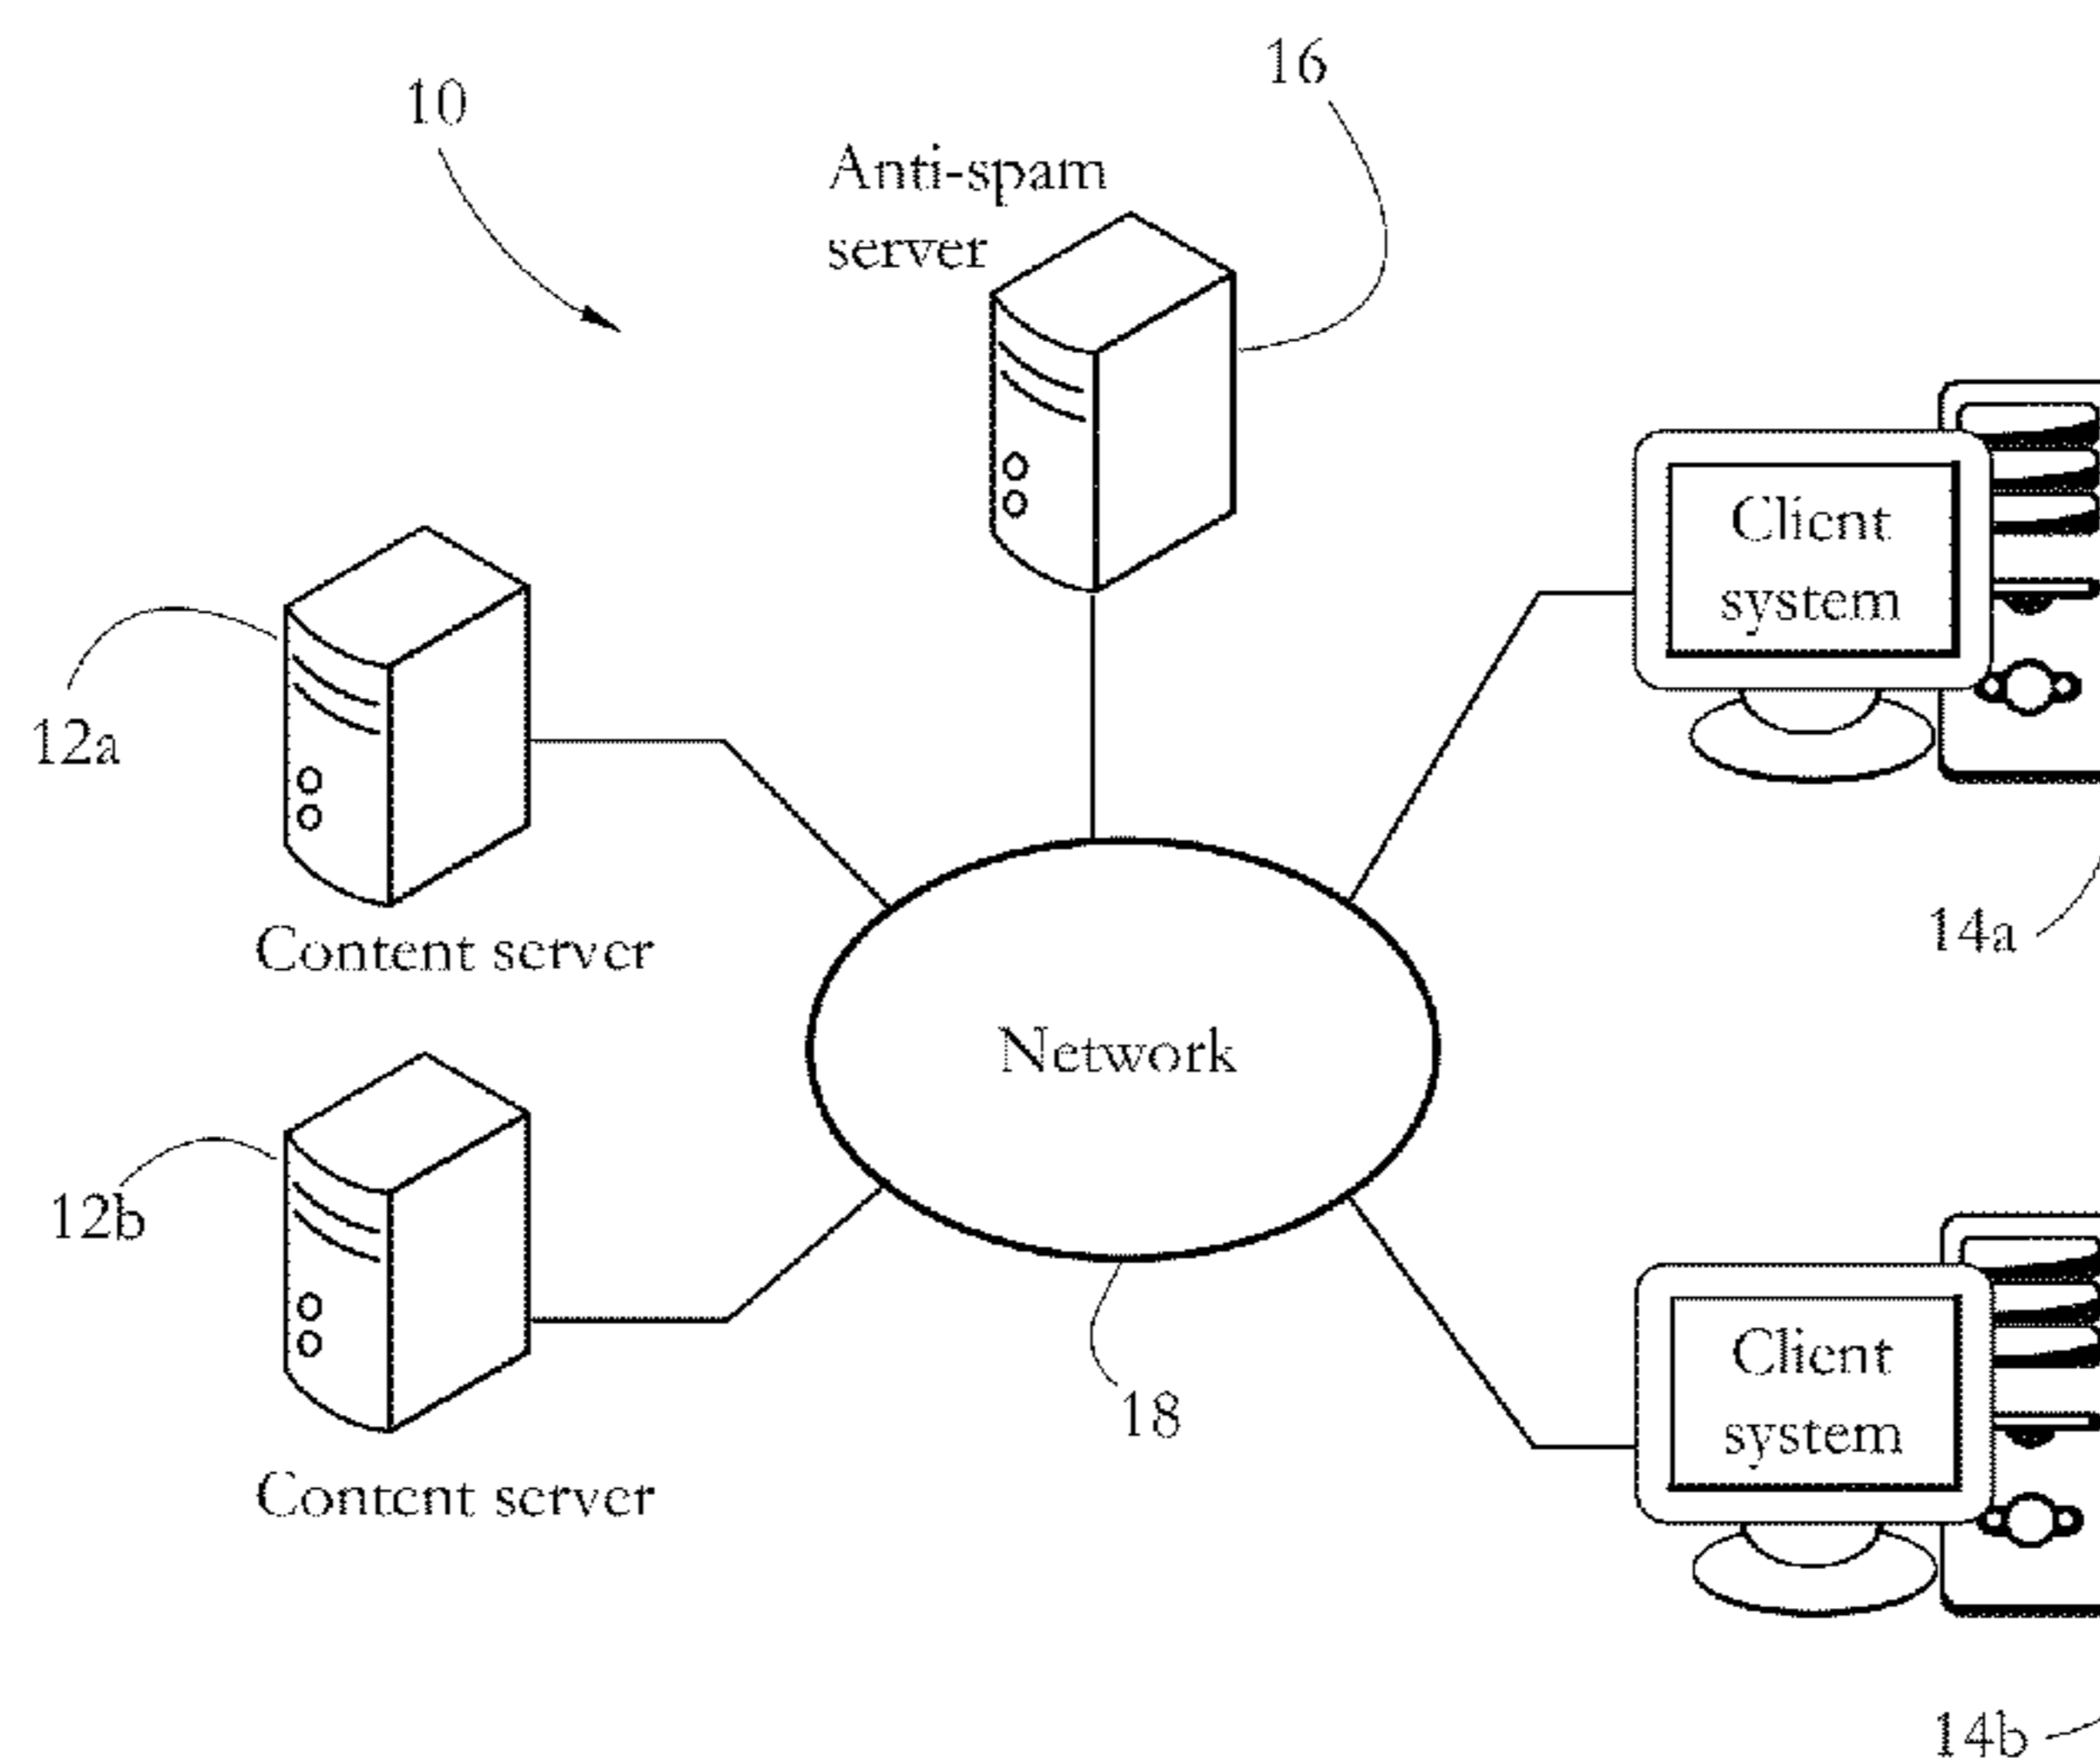 10
16
Anti-spam
server
Client
system
12a
14a
Content server
Network
12b
18
Client
system
Content server
14b